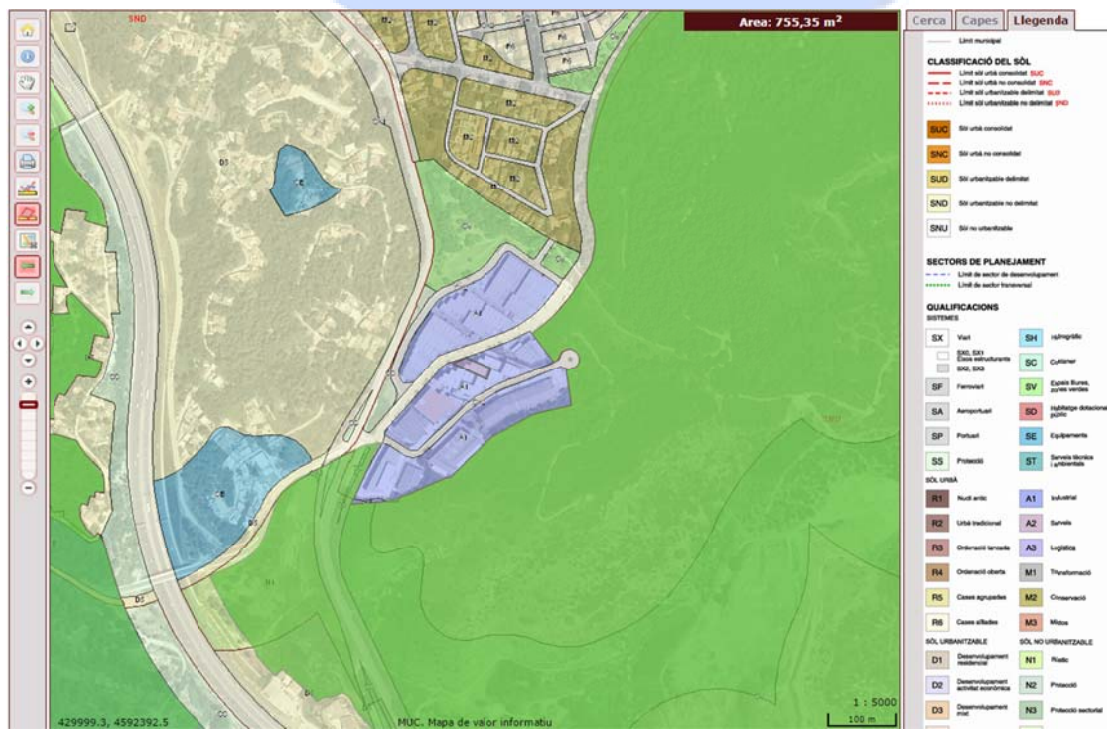 Area: 755,35 m²
Cerca
Capes
Llegenda
SND
Límit municipal
CLASSIFICACIÓ DEL SÒL
Límit sòl urbà consolidat SUC
Límit sòl urbà no consolidat SNC
Límit sòl urbanitzable delimitat SUD
Límit sòl urbanitzable no delimitat SND
SUC Sòl urbà consolidat
SNC Sòl urbà no consolidat
SUD Sòl urbanitzable delimitat
SND Sòl urbanitzable no delimitat
SNU Sòl no urbanitzable
SECTORS DE PLANEJAMENT
Límit de sector de desenvolupament
Límit de sector transversal
QUALIFICACIONS
SISTEMES
SX Viari
SX0, SX1
Eixos estructurants
SX2, SX3
SF Ferroviari
SA Aeroportuari
SP Portuari
SS Protecció
SH Hidrogràfic
SC Costaner
SV Espais lliures, zones verdes
SD Habitatge dotacional públic
SE Equipaments
ST Serveis tècnics i ambientals
SÒL URBÀ
R1 Nucli antic
R2 Urbà tradicional
R3 Ordenació tancada
R4 Ordenació oberta
R5 Cases agrupades
R6 Cases aïllades
A1 Industrial
A2 Serveis
A3 Logística
M1 Transformació
M2 Conservació
M3 Mixtos
SÒL URBANITZABLE
D1 Desenvolupament residencial
D2 Desenvolupament activitat econòmica
D3 Desenvolupament mixt
SÒL NO URBANITZABLE
N1 Rústic
N2 Protecció
N3 Protecció sectorial
429999.3, 4592392.5
MUC. Mapa de valor informatiu
1 : 5000
100 m